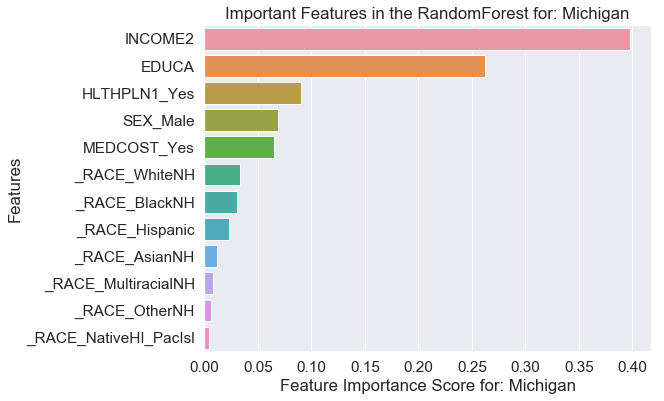 Important Features in the RandomForest for: Michigan
INCOME2
EDUCA
HLTHPLN1_Yes
SEX_Male
MEDCOST_Yes
_RACE_WhiteNH
_RACE_BlackNH
_RACE_Hispanic
_RACE_AsianNH
_RACE_MultiracialNH
_RACE_OtherNH
_RACE_NativeHI_PacIsl
Features
0.00 0.05 0.10 0.15 0.20 0.25 0.30 0.35 0.40
Feature Importance Score for: Michigan